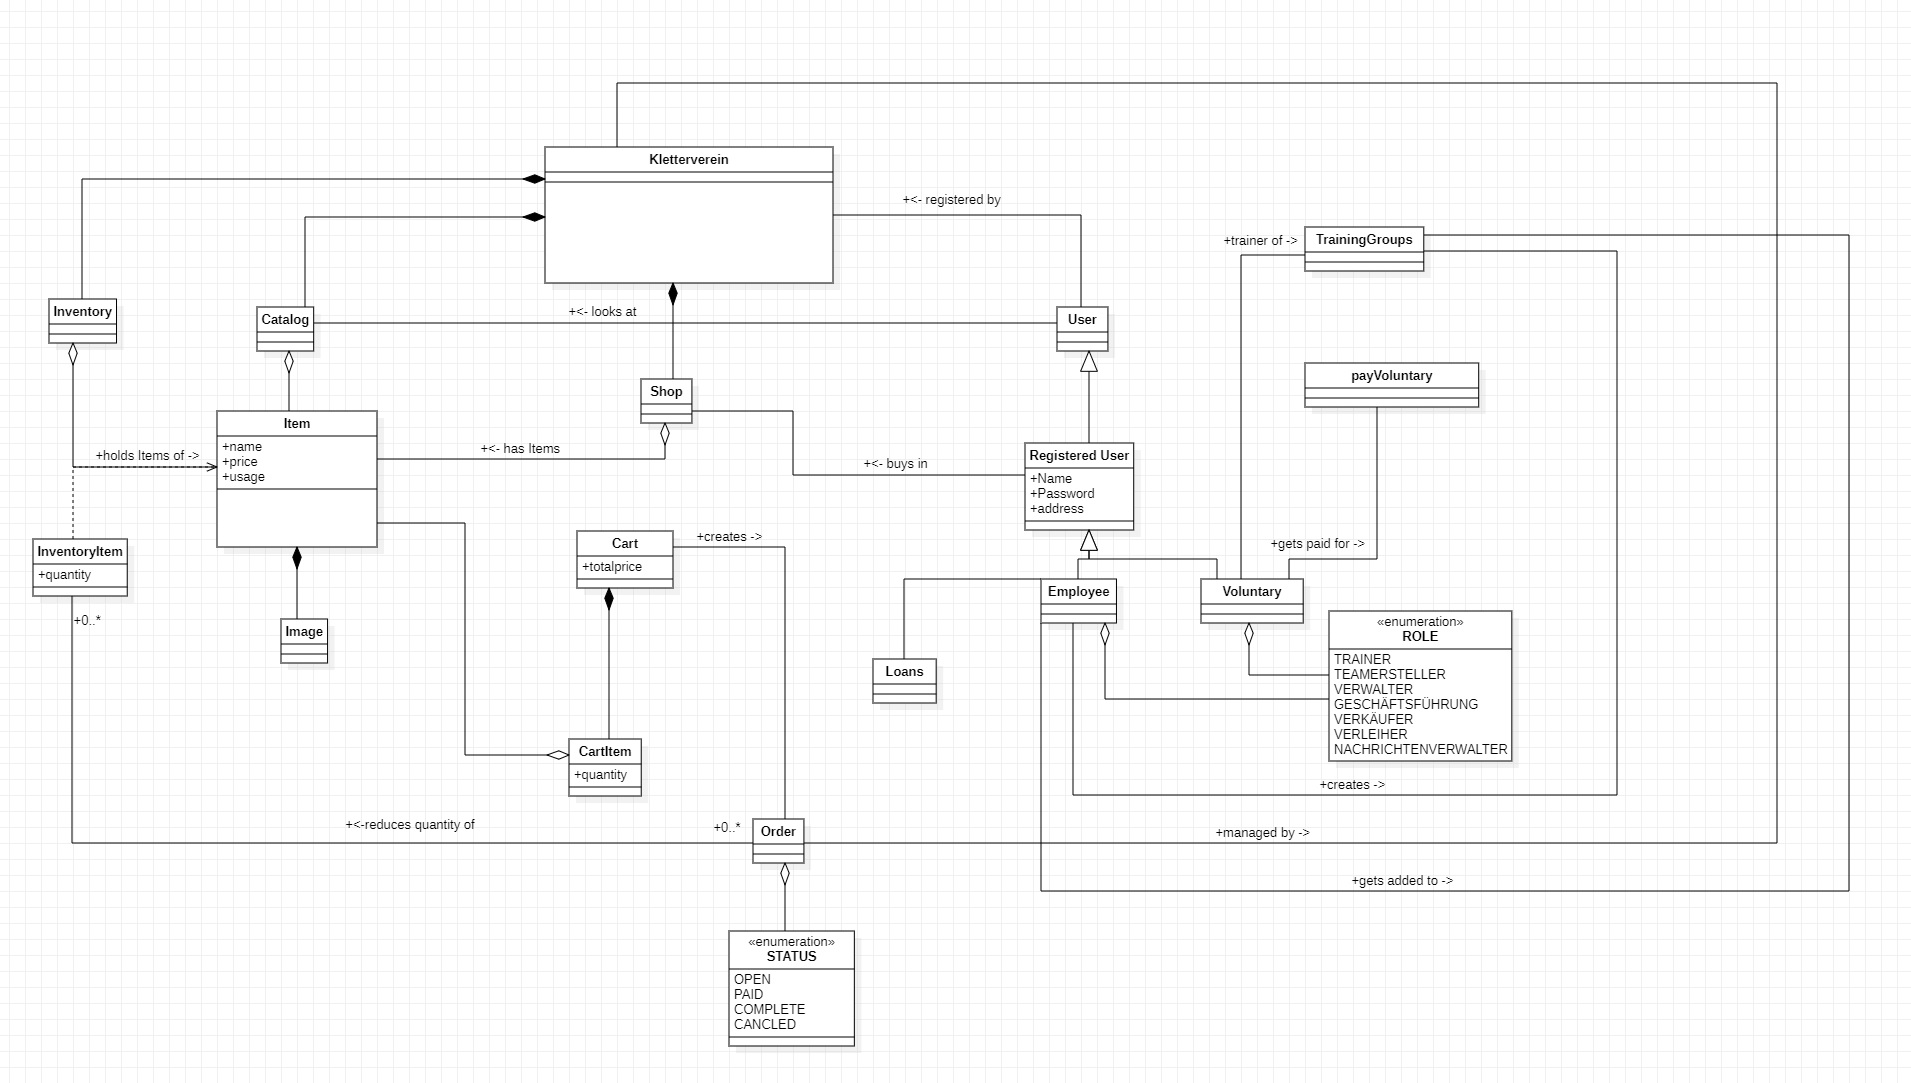 Kletterverein
+<- registered by
+trainer of ->
TrainingGroups
Inventory
Catalog
+<- looks at
User
payVoluntary
Shop
Item
+name
+price
+usage
+holds Items of ->
+<- has Items
+<- buys in
Registered User
+Name
+Password
+address
InventoryItem
+quantity
+0..*
Cart
+totalprice
+creates ->
+gets paid for ->
Employee
Voluntary
Image
Loans
«enumeration»
ROLE
TRAINER
TEAMERSTELLER
VERWALTER
GESCHÄFTSFÜHRUNG
VERKÄUFER
VERLEIHER
NACHRICHTENVERWALTER
CartItem
+quantity
+creates ->
+<-reduces quantity of
+0..*
Order
+managed by ->
+gets added to ->
«enumeration»
STATUS
OPEN
PAID
COMPLETE
CANCLED